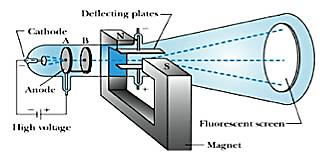 Deflecting plates
Cathode
A B
N
+
S
Anode
- +
-
+
High voltage
Fluorescent screen
Magnet